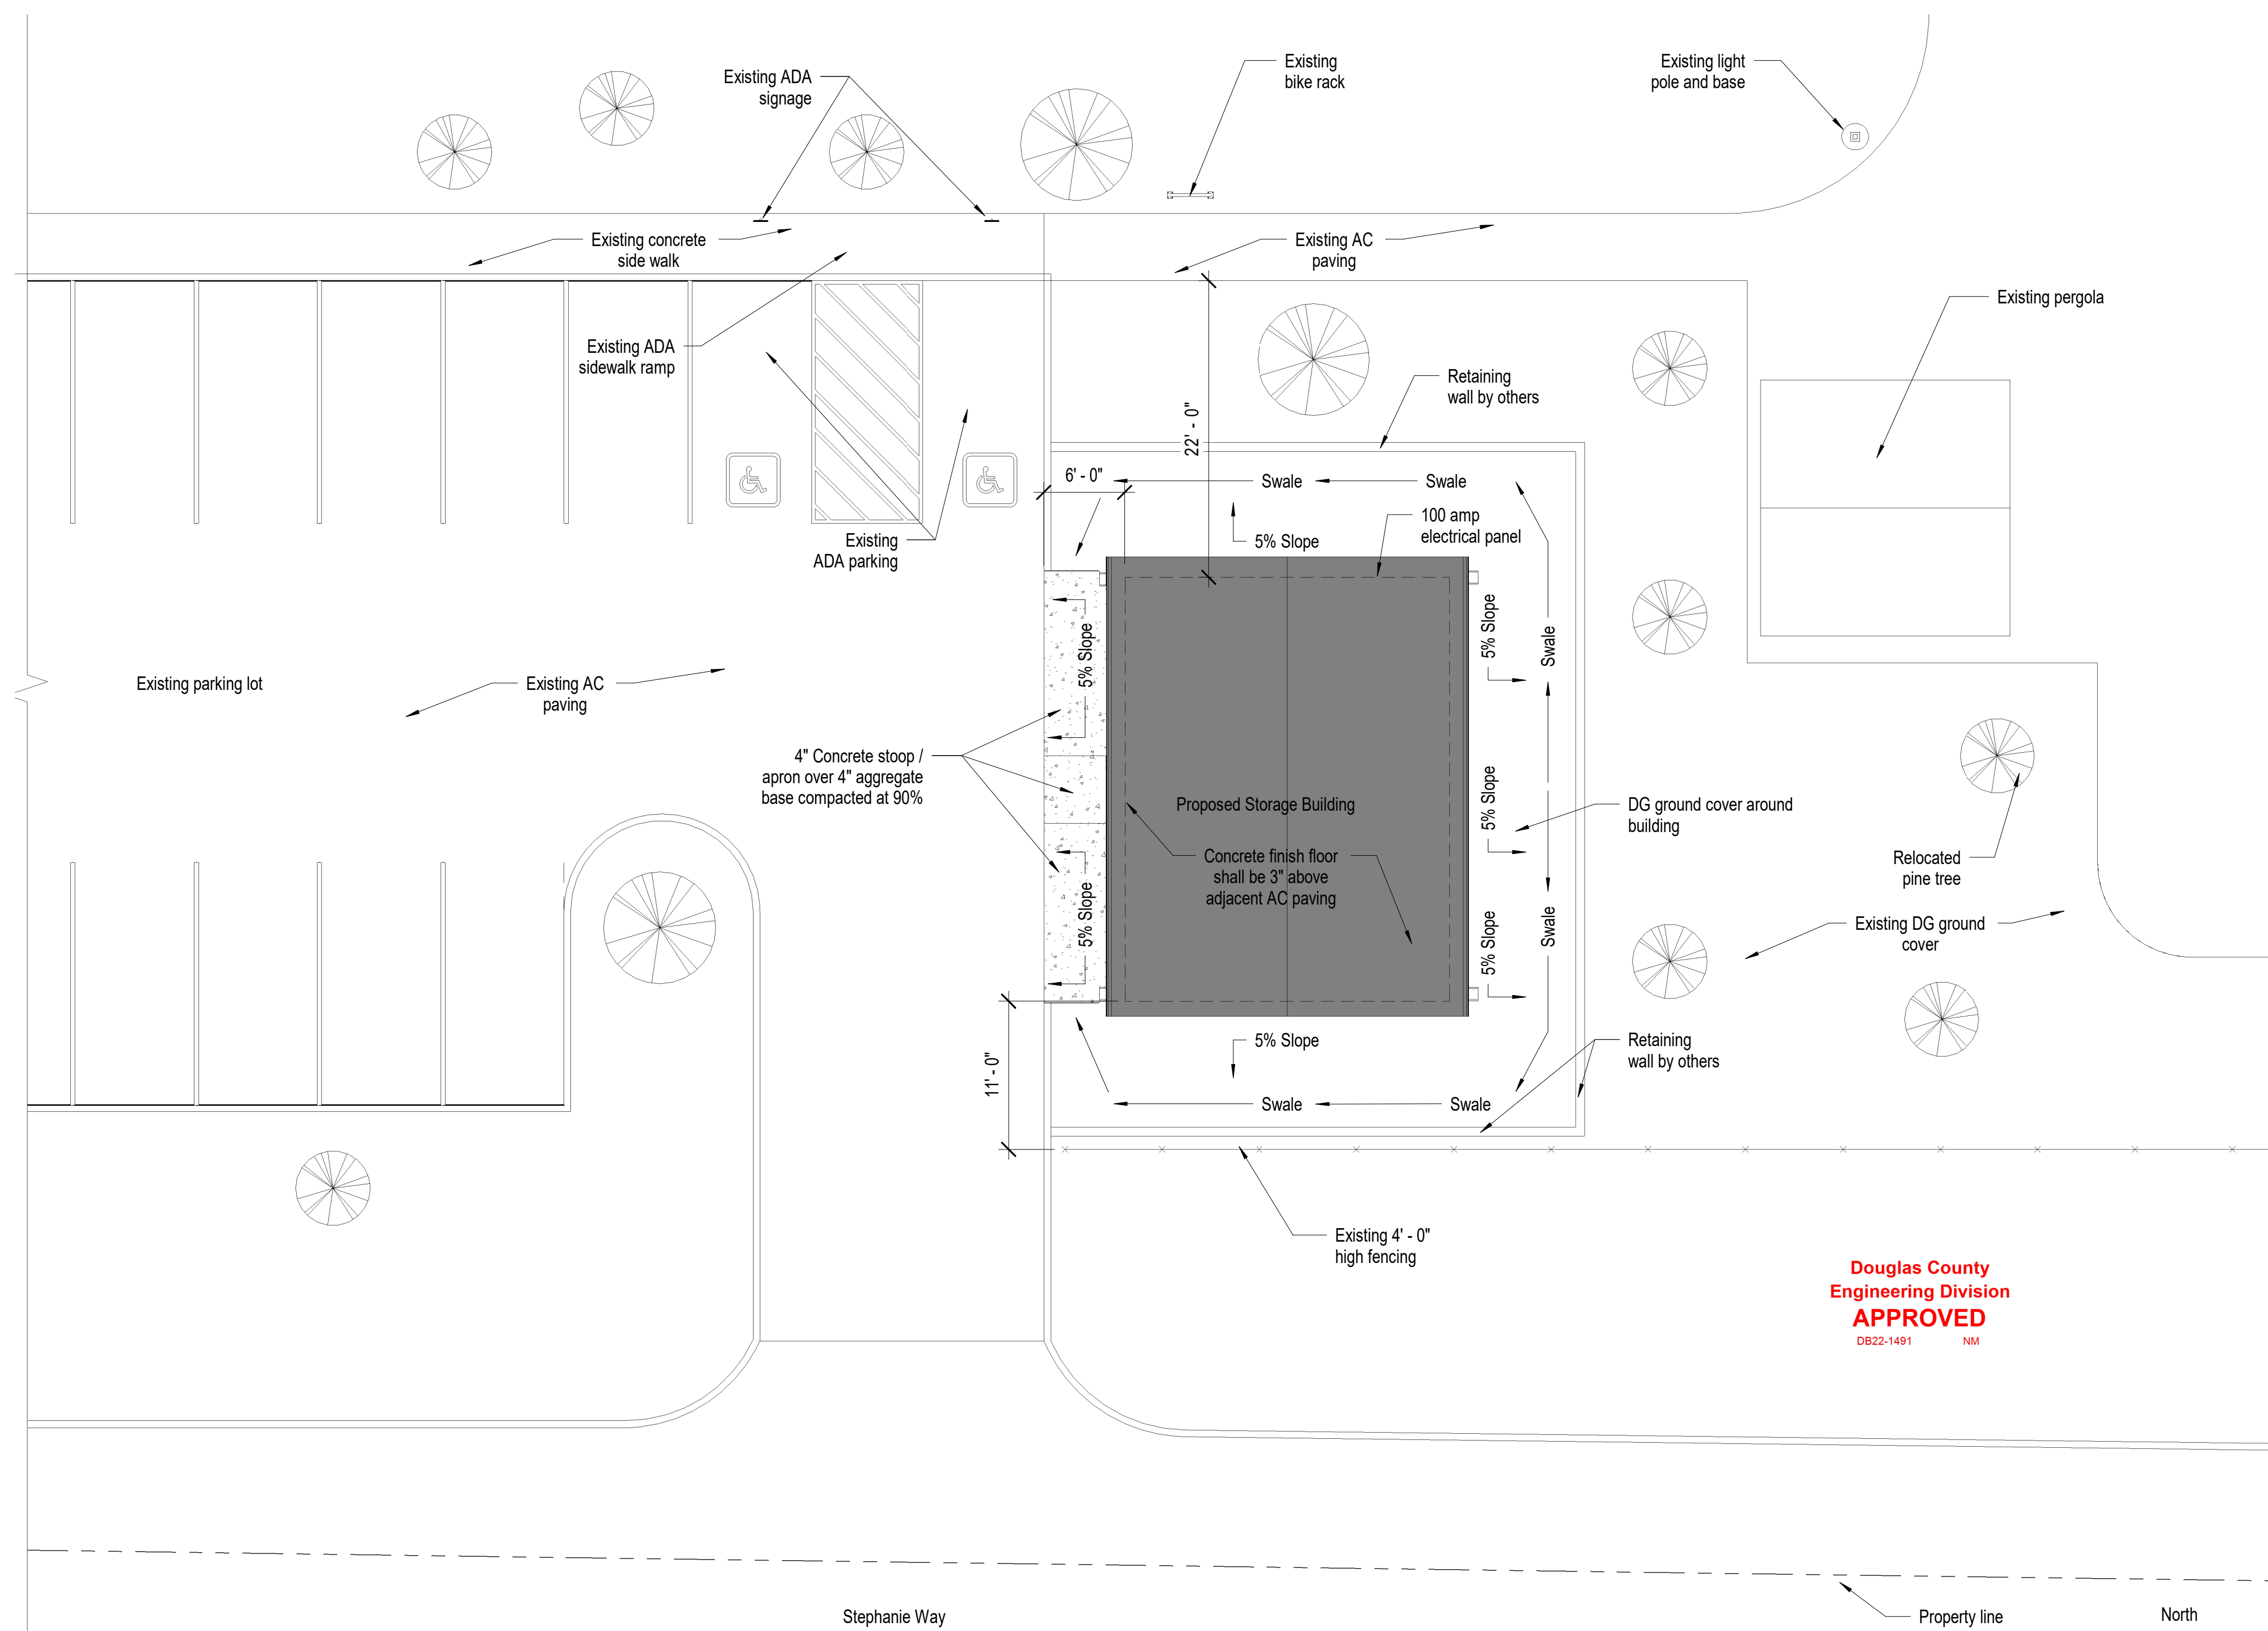 Existing ADA
signage
Existing
bike rack
Existing light
pole and base
Existing concrete
side walk
Existing AC
paving
Existing pergola
Existing ADA
sidewalk ramp
Retaining
wall by others
22' - 0"
6' - 0"
Swale
Swale
100 amp
electrical panel
5% Slope
Existing
ADA parking
5% Slope
5% Slope
Swale
Existing parking lot
Existing AC
paving
4" Concrete stoop /
apron over 4" aggregate
base compacted at 90%
5% Slope
Proposed Storage Building
DG ground cover around
building
Concrete finish floor
shall be 3" above
adjacent AC paving
Relocated
pine tree
5% Slope
5% Slope
Swale
Existing DG ground
cover
5% Slope
Retaining
wall by others
11' - 0"
Swale
Swale
Existing 4' - 0"
high fencing
Douglas County
Engineering Division
APPROVED
DB22-1491 NM
Stephanie Way
Property line
North